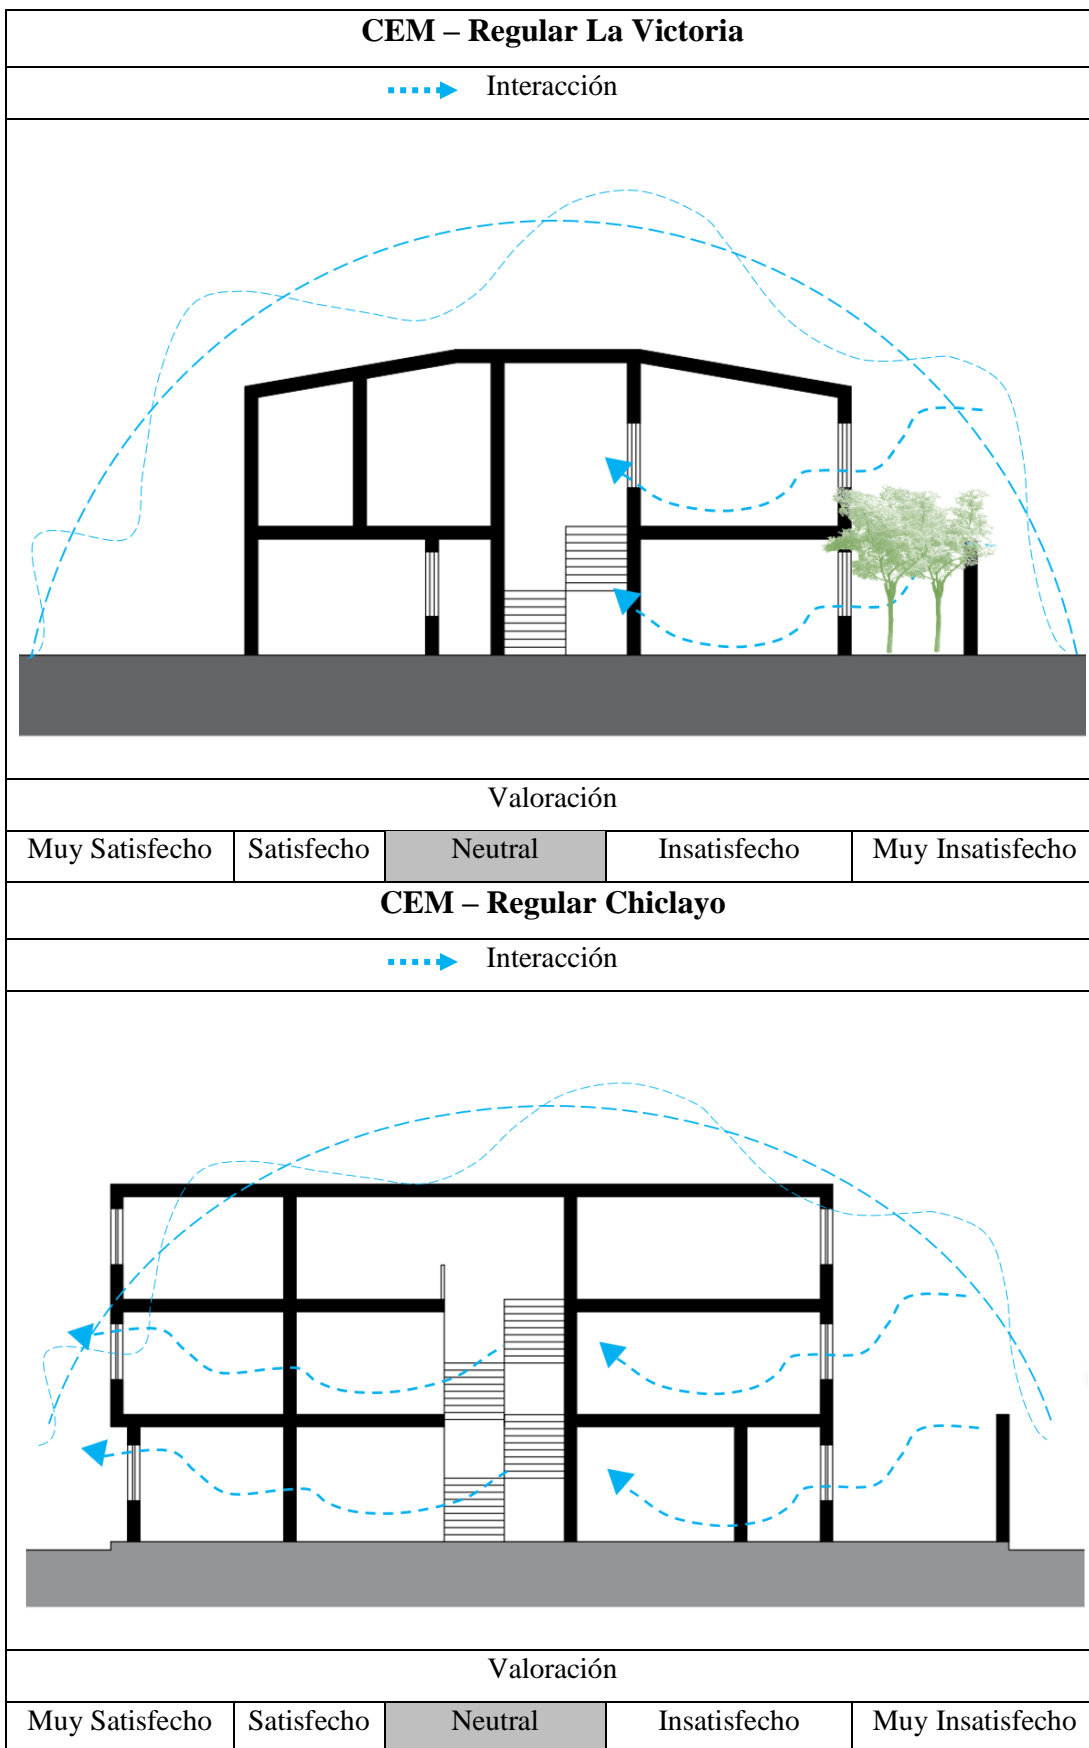 CEM – Regular La Victoria
Interacción
Valoración
Muy Satisfecho Satisfecho Neutral Insatisfecho Muy Insatisfecho
CEM – Regular Chiclayo
Interacción
Valoración
Muy Satisfecho Satisfecho Neutral Insatisfecho Muy Insatisfecho